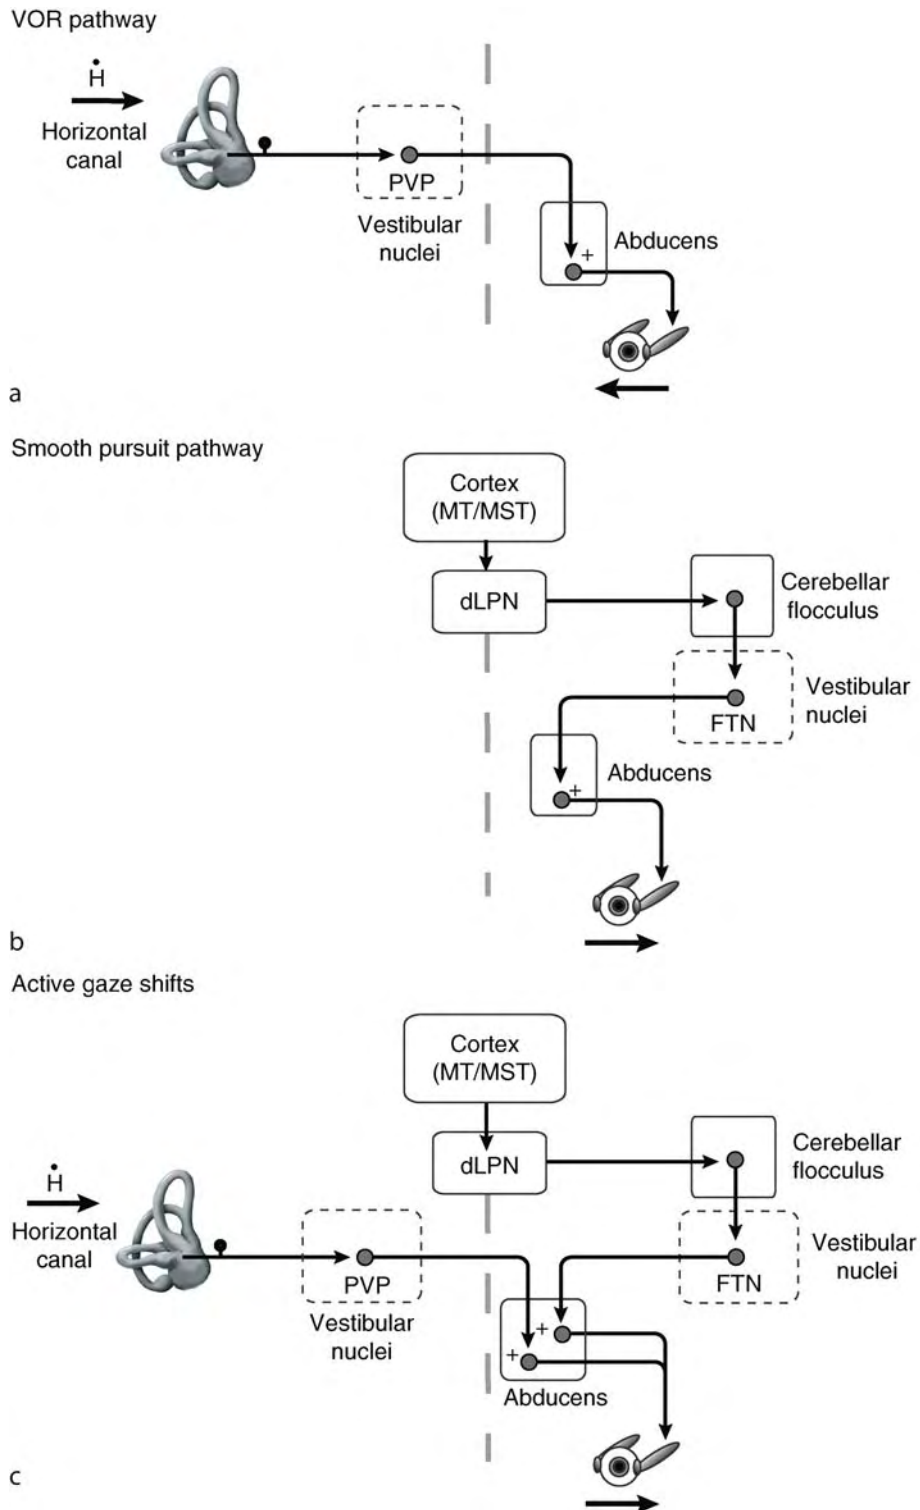 VOR pathway
Ḣ
Horizontal
canal
PVP
Vestibular
nuclei
+
Abducens
a
Smooth pursuit pathway
Cortex
(MT/MST)
dLPN
Cerebellar
flocculus
Vestibular
nuclei
FTN
Abducens
+
b
Active gaze shifts
Cortex
(MT/MST)
dLPN
Cerebellar
flocculus
Ḣ
Horizontal
canal
PVP
Vestibular
nuclei
FTN
Vestibular
nuclei
+
+
Abducens
c